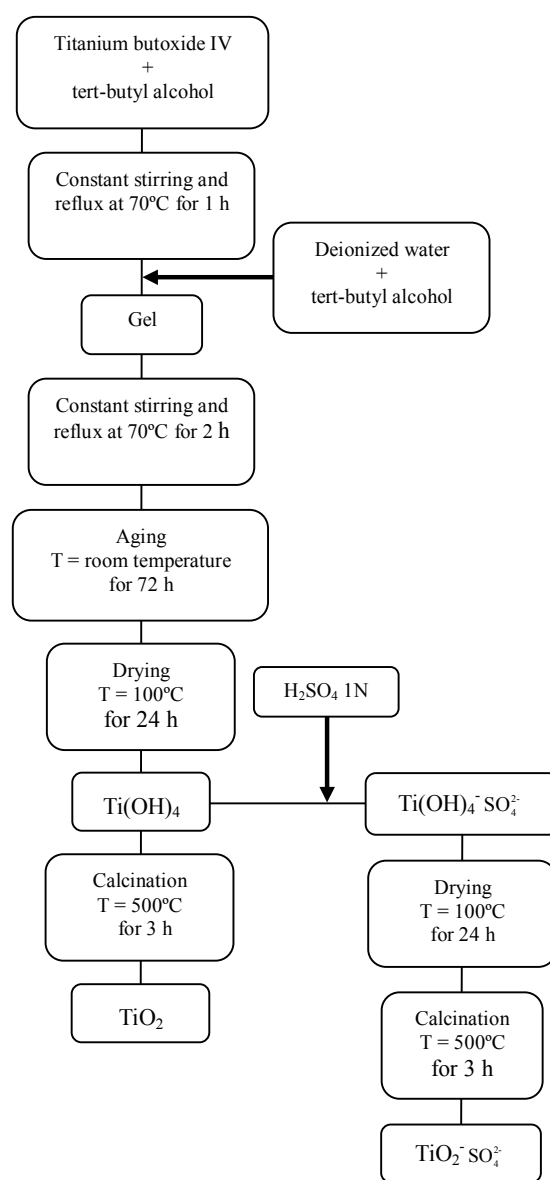 Titanium butoxide IV
+
tert-butyl alcohol
Constant stirring and
reflux at 70ºC for 1 h
Deionized water
+
tert-butyl alcohol
Gel
Constant stirring and
reflux at 70ºC for 2 h
Aging
T = room temperature
for 72 h
Drying
T = 100ºC
for 24 h
H₂SO₄ 1N
Ti(OH)₄
Ti(OH)₄⁻ SO₄²⁻
Calcination
T = 500ºC
for 3 h
TiO₂
Drying
T = 100ºC
for 24 h
Calcination
T = 500ºC
for 3 h
TiO₂⁻ SO₄²⁻